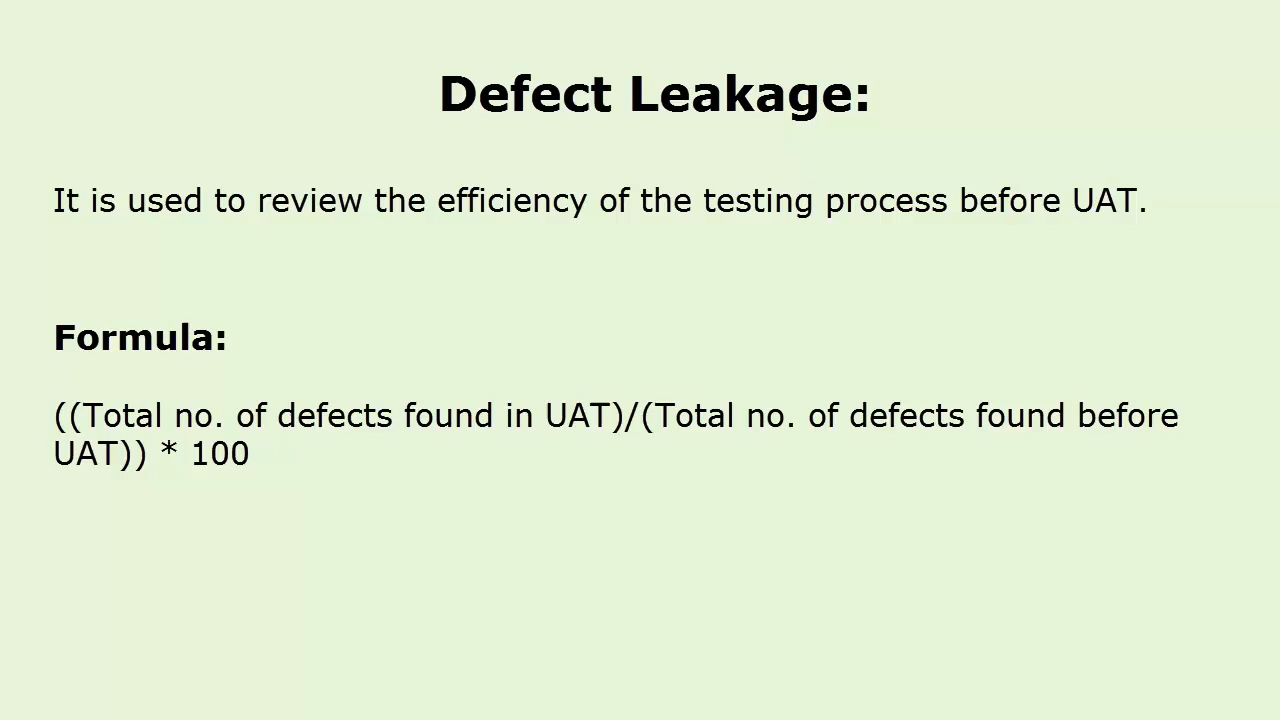 Defect Leakage:
It is used to review the efficiency of the testing process before UAT.
Formula:
((Total no. of defects found in UAT)/(Total no. of defects found before
UAT)) * 100